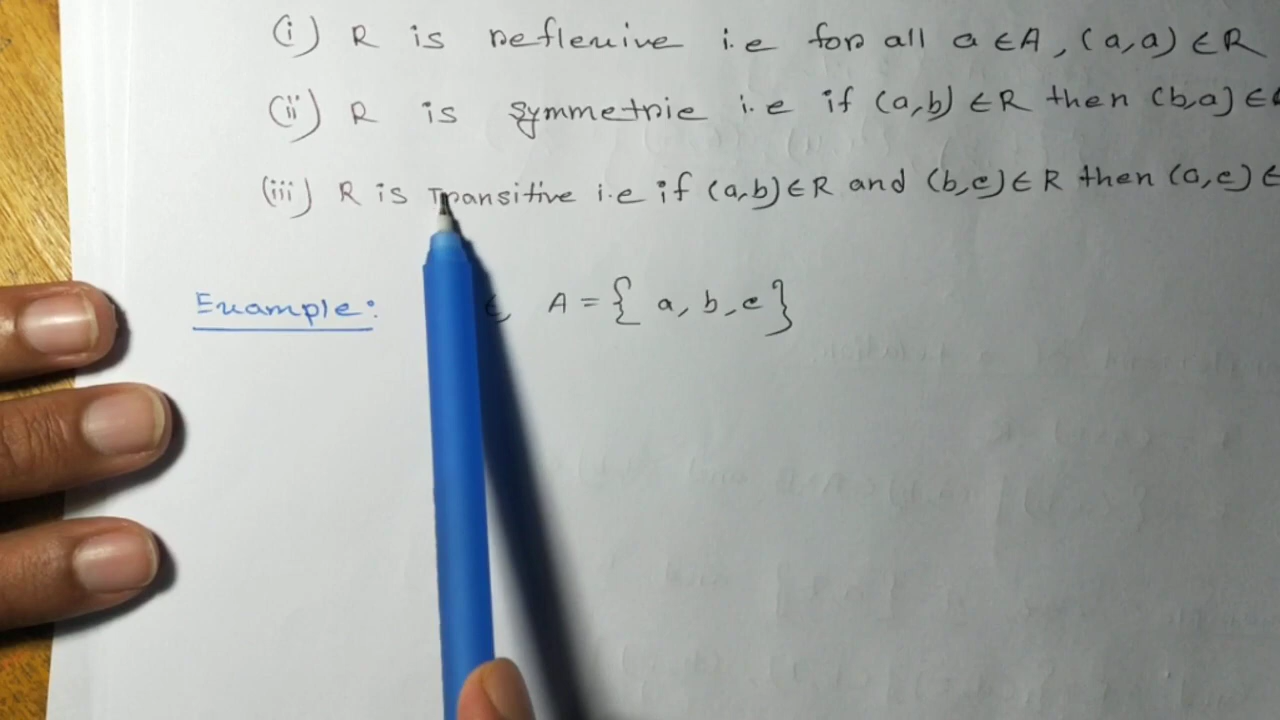 (i) R is reflexive i.e for all a ∈ A, (a,a) ∈ R
(ii) R is symmetric i.e if (a,b) ∈ R then (b,a) ∈
(iii) R is Transitive i.e if (a,b) ∈ R and (b,c) ∈ R then (a,c) ∈
Example: A = { a, b, c }